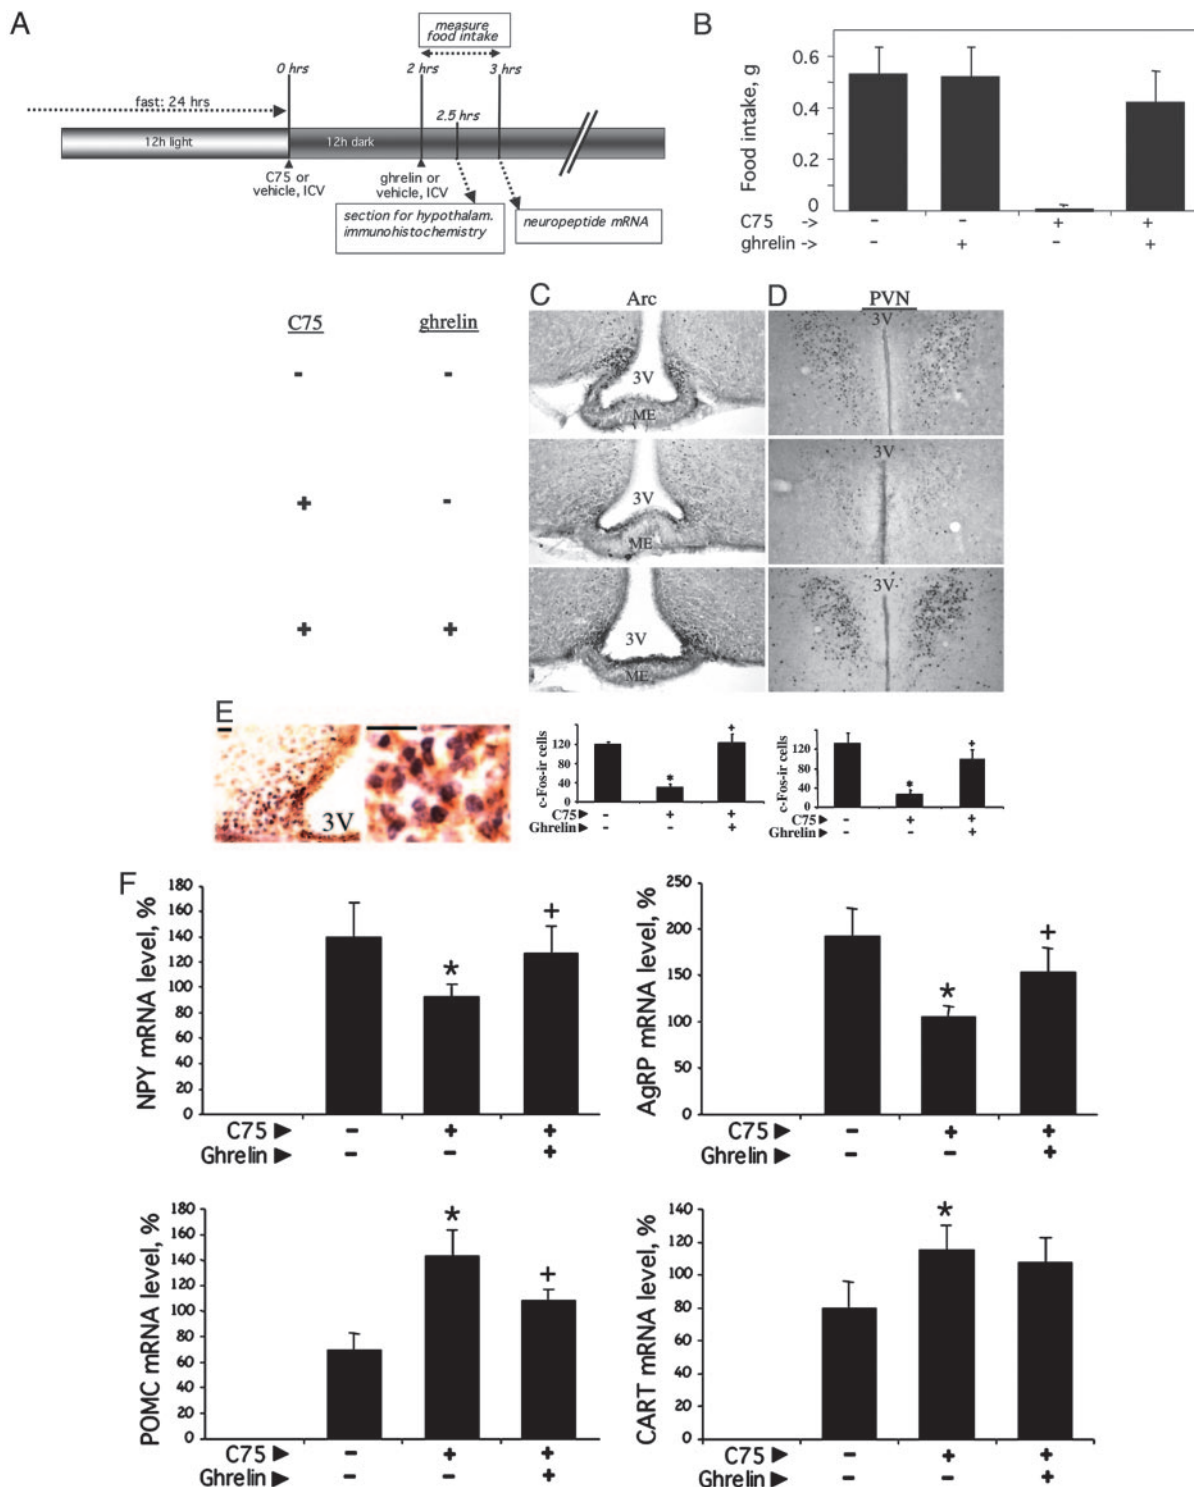 A
measure
food intake
0 hrs
2 hrs
3 hrs
fast: 24 hrs
2.5 hrs
12h light
12h dark
C75 or
vehicle, ICV
ghrelin or
vehicle, ICV
section for hypothalam.
immunohistochemistry
neuropeptide mRNA
B
Food intake, g
0.6
0.4
0.2
0
C75 -> - - + +
ghrelin -> - + - +
C75 ghrelin
- -
+ -
+ +
C
Arc
3V
ME
3V
ME
3V
ME
D
PVN
3V
3V
3V
E
3V
c-Fos-ir cells
120
80
40
0
*
+
C75 ► - + +
Ghrelin ► - - +
c-Fos-ir cells
120
80
40
0
*
+
C75 ► - + +
Ghrelin ► - - +
F
NPY mRNA level, %
180
160
140
120
100
80
60
40
20
0
*
+
C75 ► - + +
Ghrelin ► - - +
AgRP mRNA level, %
250
200
150
100
50
0
*
+
C75 ► - + +
Ghrelin ► - - +
POMC mRNA level, %
180
160
140
120
100
80
60
40
20
0
*
+
C75 ► - + +
Ghrelin ► - - +
CART mRNA level, %
140
120
100
80
60
40
20
0
*
C75 ► - + +
Ghrelin ► - - +